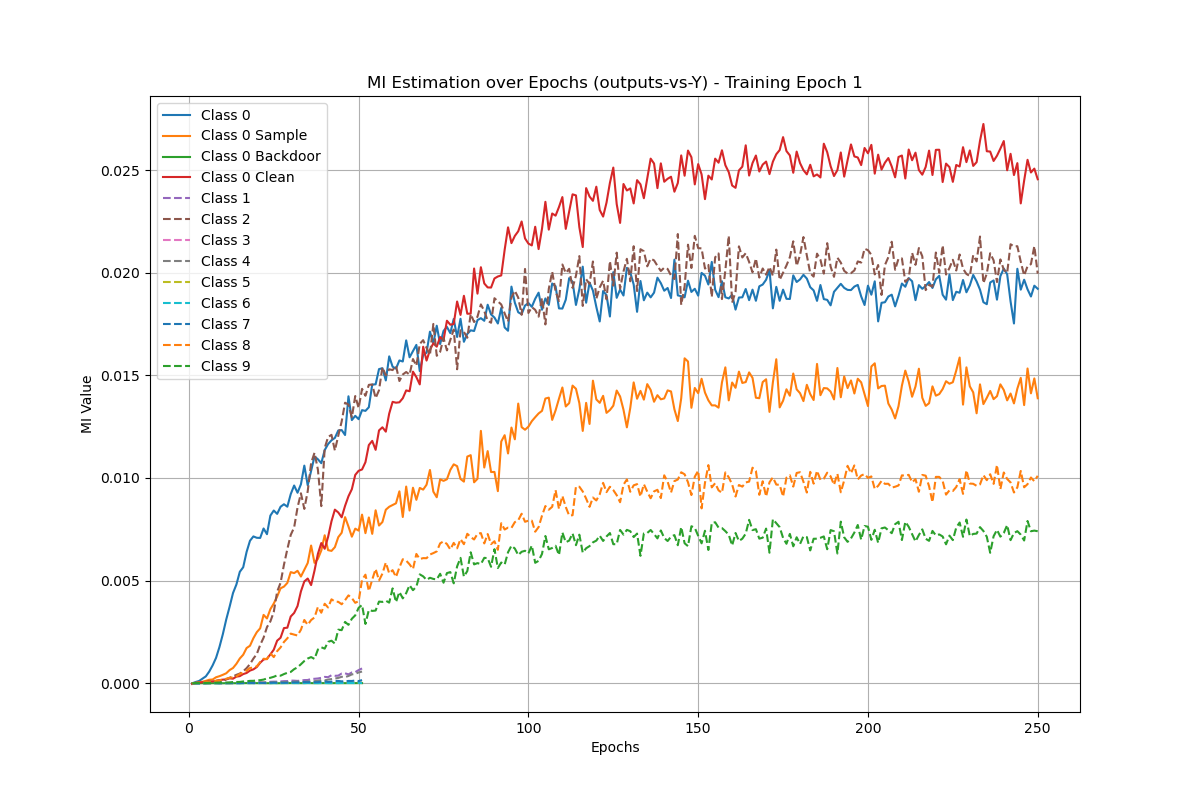 MI Estimation over Epochs (outputs-vs-Y) - Training Epoch 1
Class 0
Class 0 Sample
Class 0 Backdoor
Class 0 Clean
Class 1
Class 2
Class 3
Class 4
Class 5
Class 6
Class 7
Class 8
Class 9
MI Value
0.025
0.020
0.015
0.010
0.005
0.000
0 50 100 150 200 250
Epochs